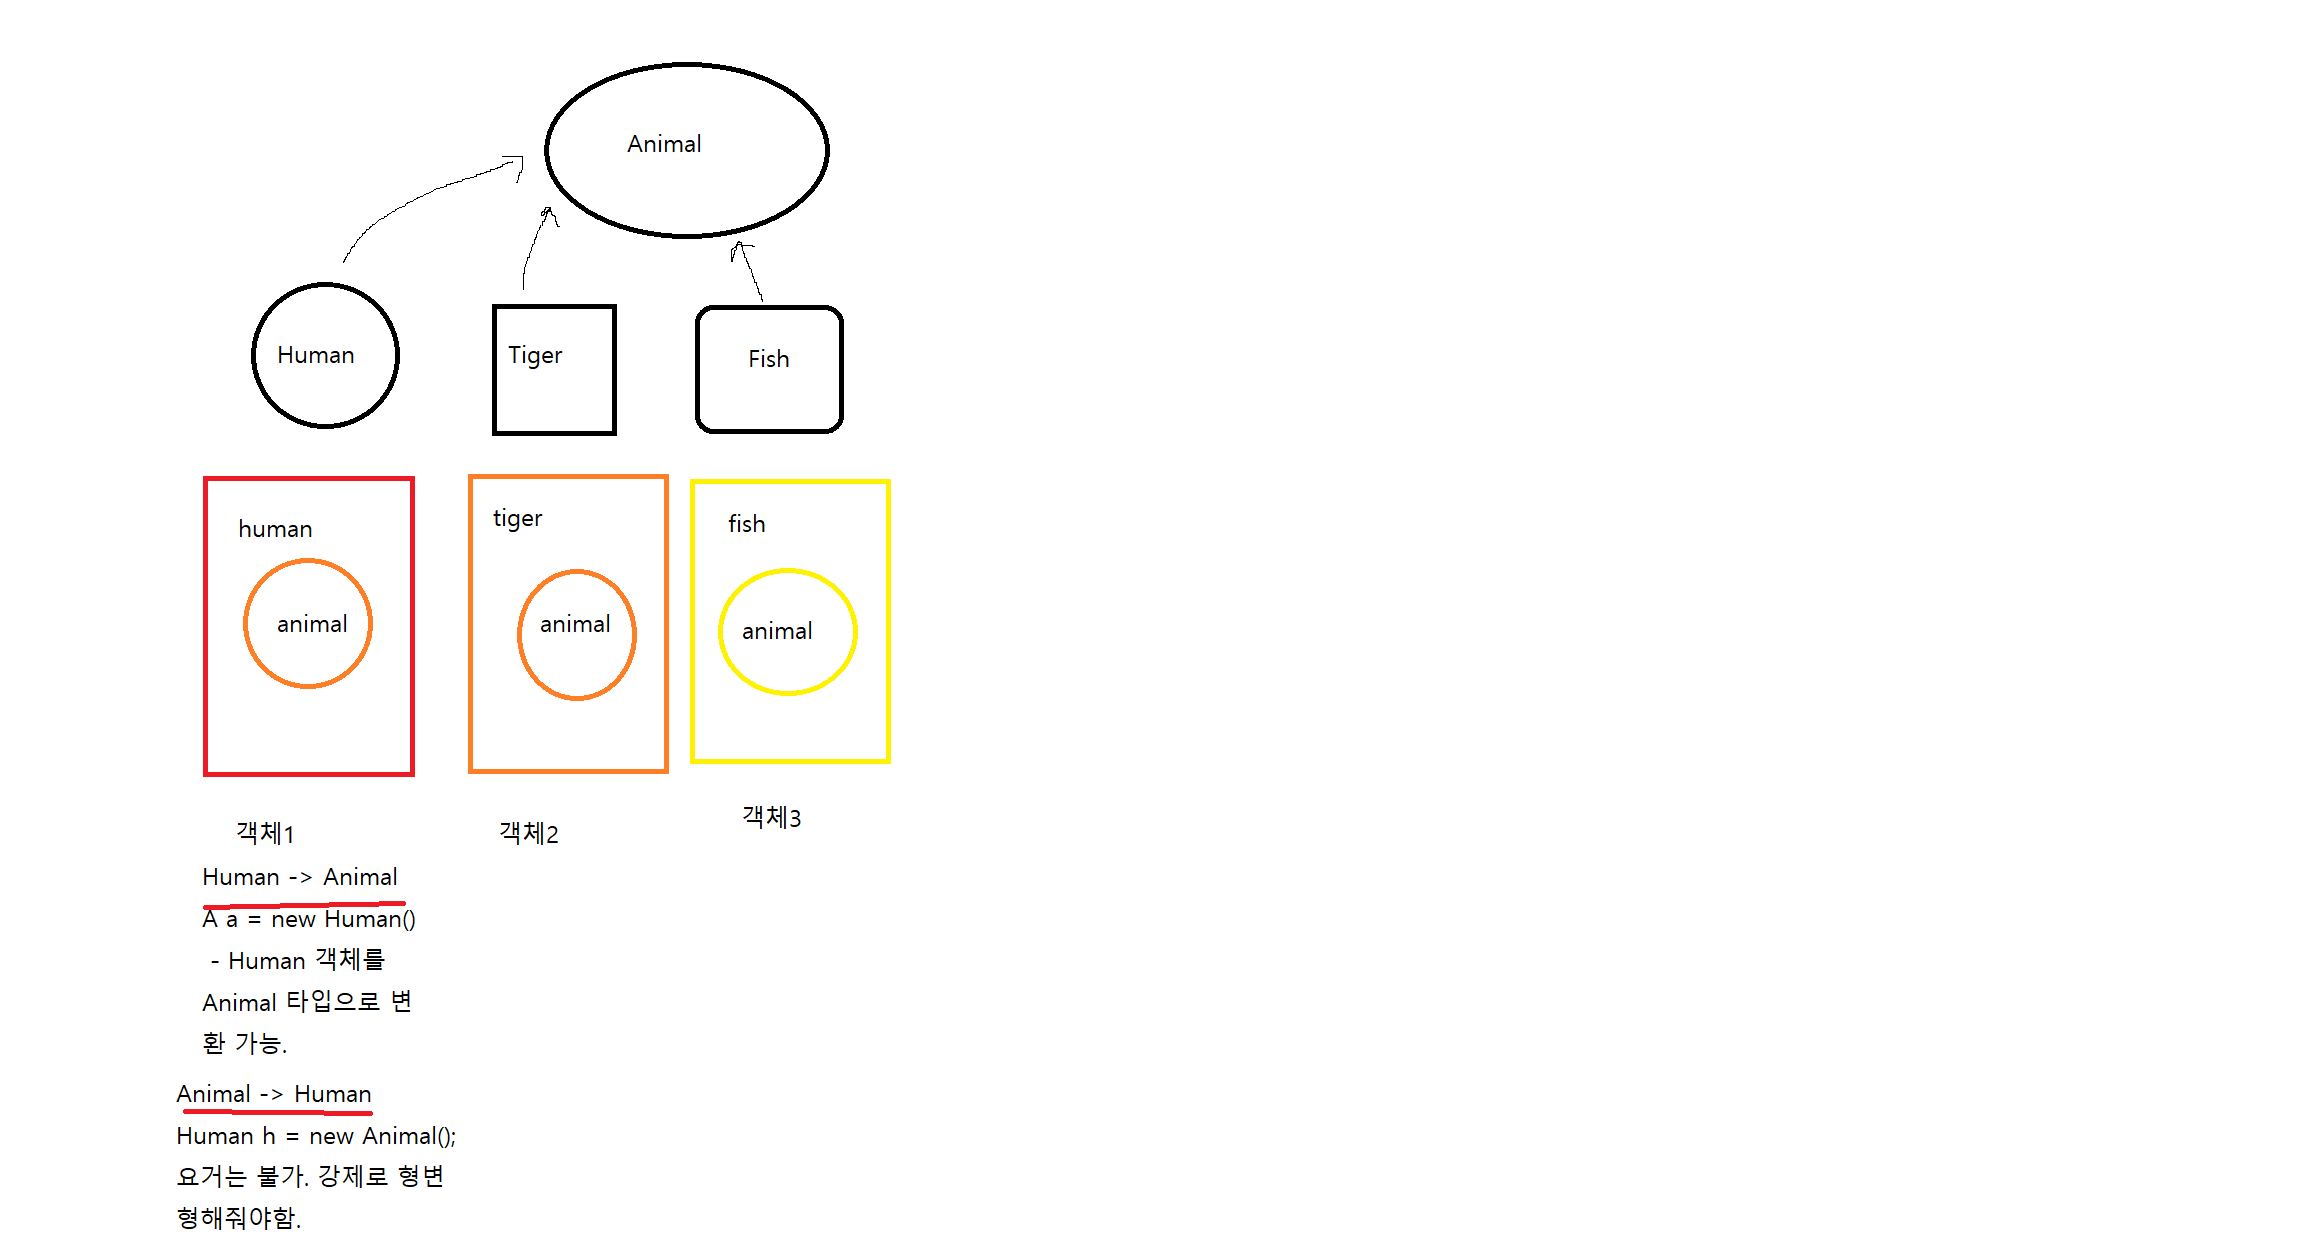 Animal
Human
Tiger
Fish
human
tiger
fish
animal
animal
animal
객체1
객체2
객체3
Human -> Animal
A a = new Human()
- Human 객체를
Animal 타입으로 변
환 가능.
Animal -> Human
Human h = new Animal();
요거는 불가. 강제로 형변
형해줘야함.